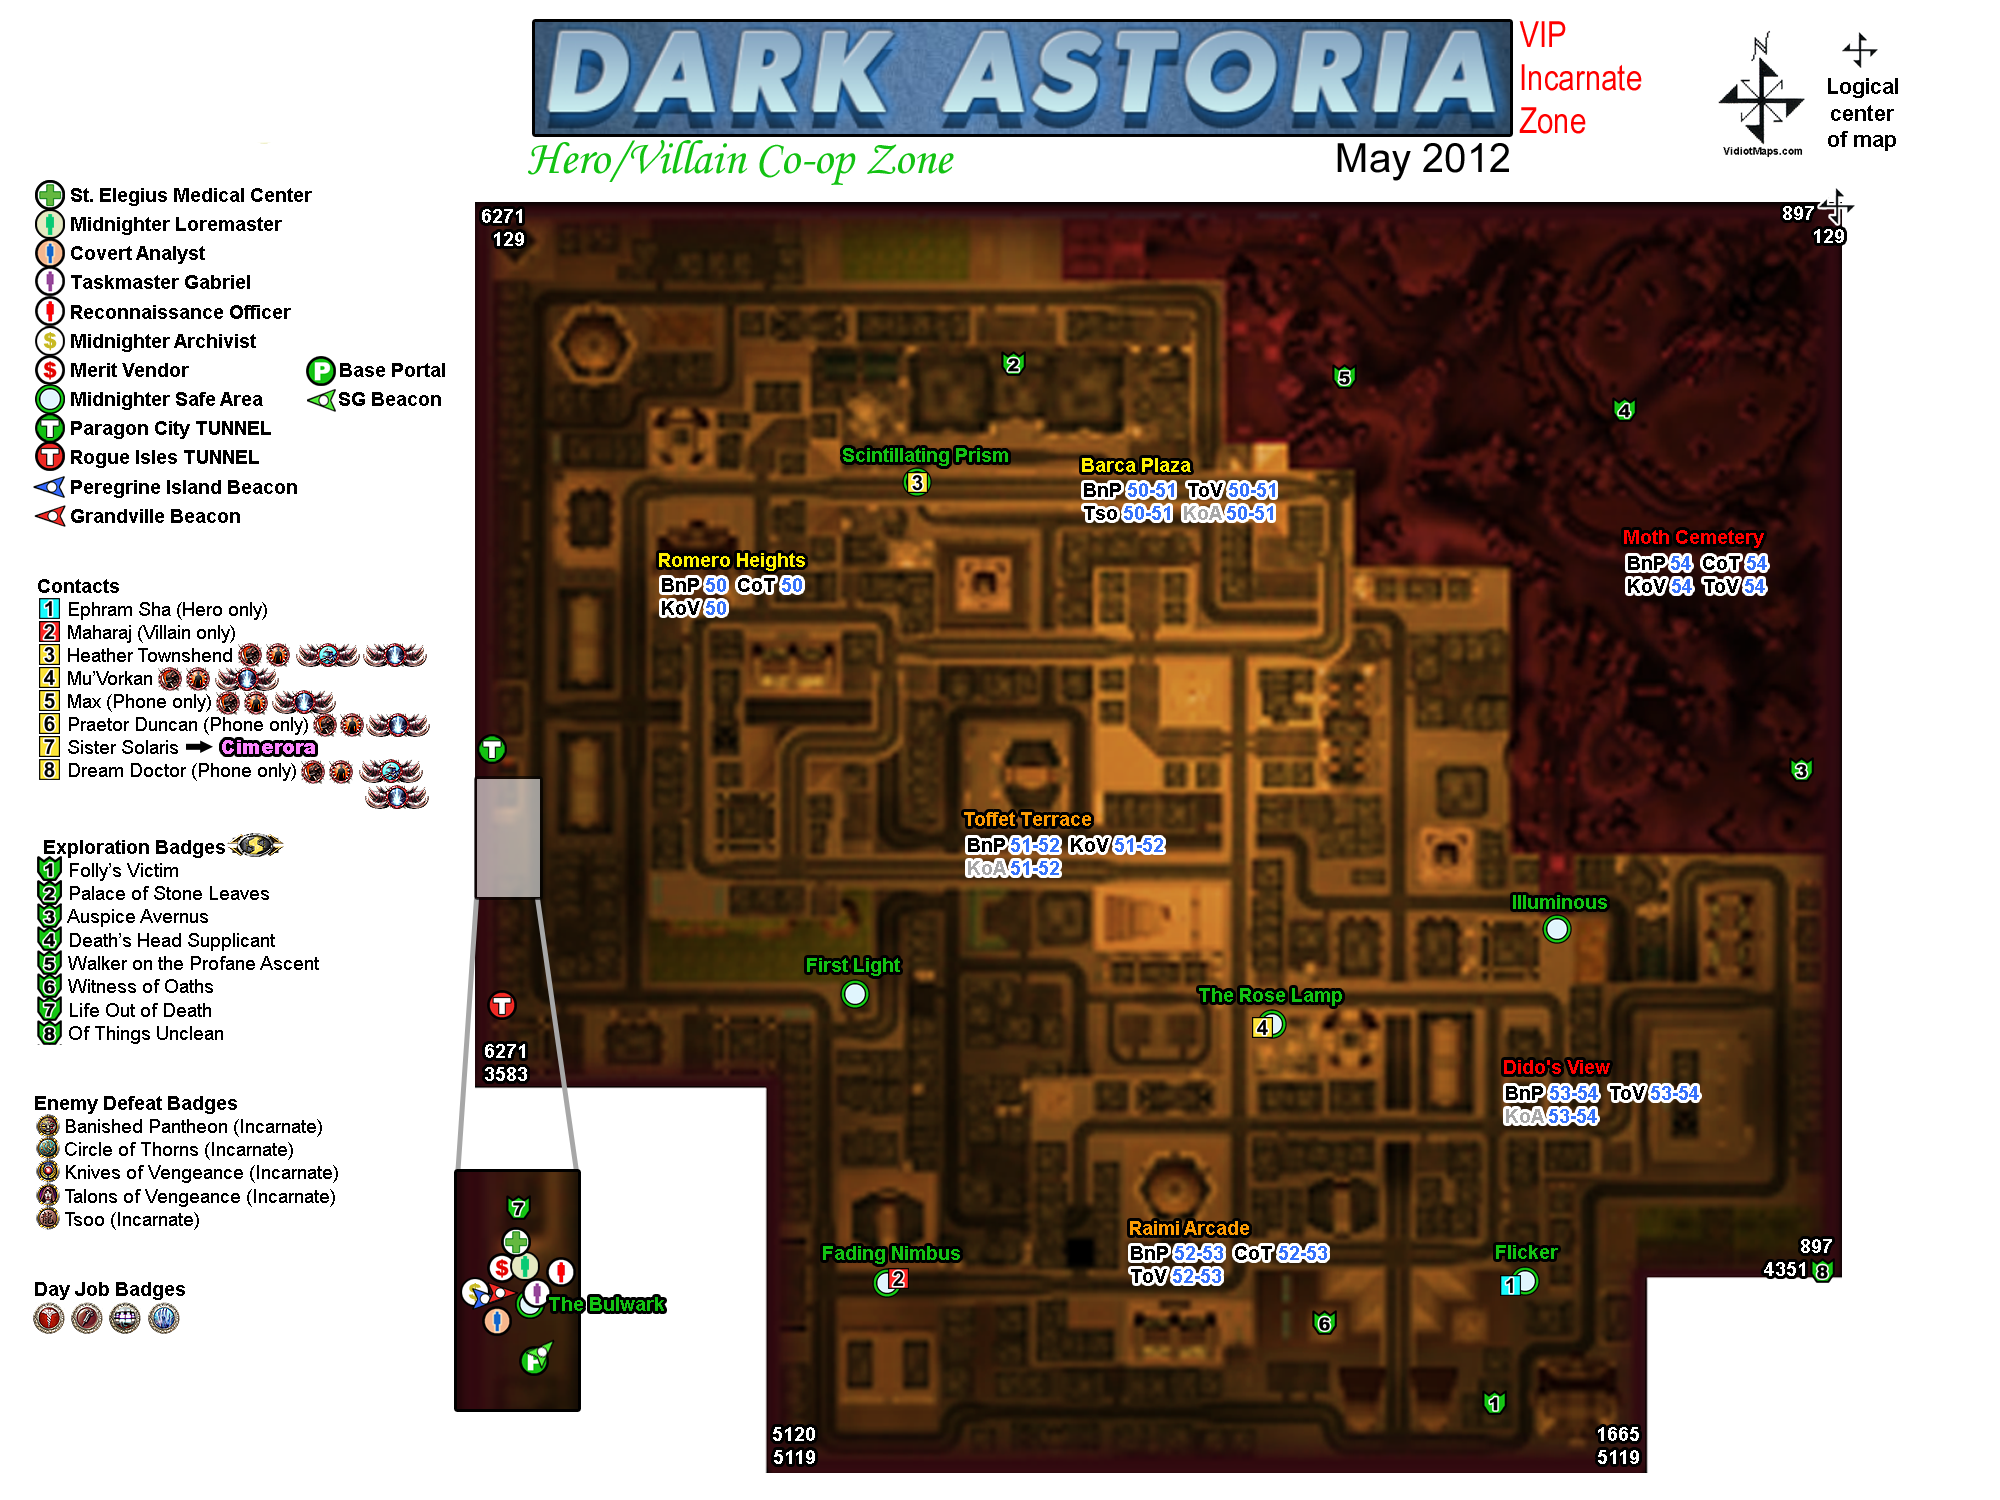 DARK ASTORIA
VIP
Incarnate
Zone
Hero/Villain Co-op Zone
May 2012
N
VidiotMaps.com
Logical
center
of map
St. Elegius Medical Center
Midnighter Loremaster
Covert Analyst
Taskmaster Gabriel
Reconnaissance Officer
$ Midnighter Archivist
$ Merit Vendor
P Base Portal
Midnighter Safe Area
SG Beacon
T Paragon City TUNNEL
T Rogue Isles TUNNEL
Peregrine Island Beacon
Grandville Beacon
Contacts
1 Ephram Sha (Hero only)
2 Maharaj (Villain only)
3 Heather Townshend
4 Mu'Vorkan
5 Max (Phone only)
6 Praetor Duncan (Phone only)
7 Sister Solaris Cimerora
8 Dream Doctor (Phone only)
Exploration Badges
1 Folly's Victim
2 Palace of Stone Leaves
3 Auspice Avernus
4 Death's Head Supplicant
5 Walker on the Profane Ascent
6 Witness of Oaths
7 Life Out of Death
8 Of Things Unclean
Enemy Defeat Badges
Banished Pantheon (Incarnate)
Circle of Thorns (Incarnate)
Knives of Vengeance (Incarnate)
Talons of Vengeance (Incarnate)
Tsoo (Incarnate)
Day Job Badges
6271
129
897
129
2
5
4
Scintillating Prism
3
Barca Plaza
BnP 50-51 ToV 50-51
Tso 50-51 KoA 50-51
Romero Heights
BnP 50 CoT 50
KoV 50
Moth Cemetery
BnP 54 CoT 54
KoV 54 ToV 54
T
3
Toffet Terrace
BnP 51-52 KoV 51-52
KoA 51-52
Illuminous
First Light
The Rose Lamp
4
T
6271
3583
Dido's View
BnP 53-54 ToV 53-54
KoA 53-54
7
$
$
The Bulwark
P
Raimi Arcade
BnP 52-53 CoT 52-53
ToV 52-53
Fading Nimbus
2
Flicker
1
897
4351 8
6
1
5120
5119
1665
5119